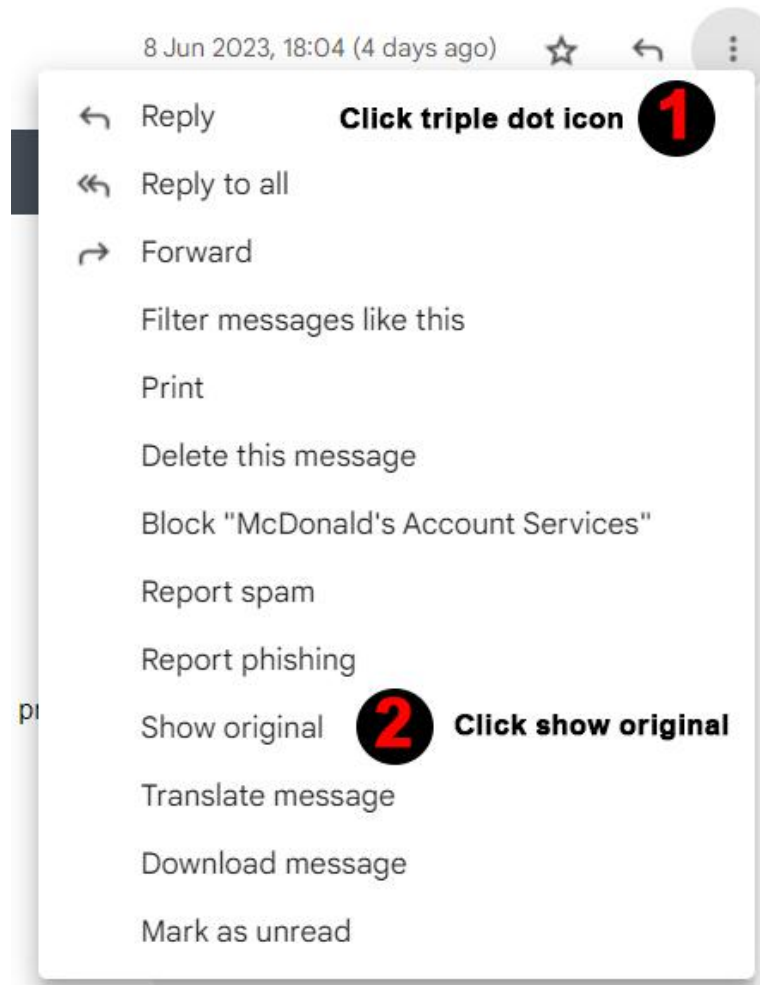 8 Jun 2023, 18:04 (4 days ago)
Reply Click triple dot icon 1
Reply to all
Forward
Filter messages like this
Print
Delete this message
Block "McDonald's Account Services"
Report spam
Report phishing
Show original 2 Click show original
Translate message
Download message
Mark as unread